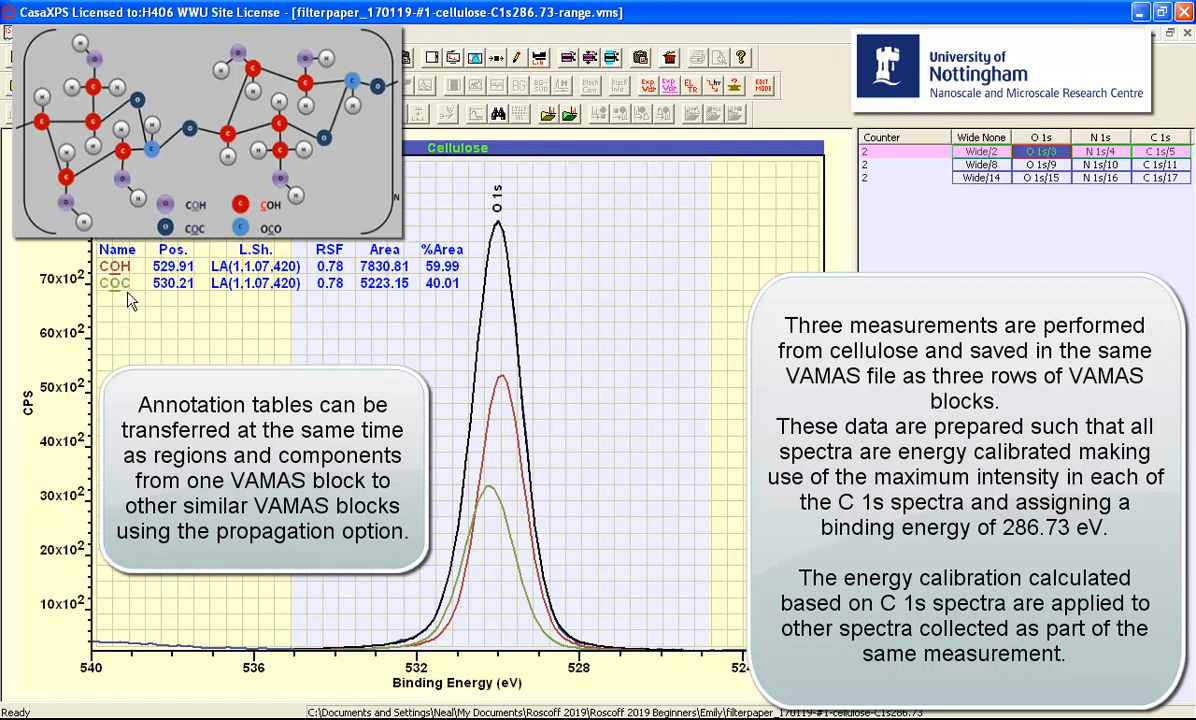 CasaXPS Licensed to:H406 WWU Site License - [filterpaper_170119-#1-cellulose-C1s286.73-range.vms]
COH
COH
COC
OCO
University of
Nottingham
Nanoscale and Microscale Research Centre
Exp Var
Exp Var
EL TR
hv
EDIT MODE
Cellulose
O 1s
Name Pos. L.Sh. RSF Area %Area
COH 529.91 LA(1,1.07,420) 0.78 7830.81 59.99
COC 530.21 LA(1,1.07,420) 0.78 5223.15 40.01
70x10²
60x10²
50x10²
40x10²
30x10²
20x10²
10x10²
CPS
540 536 532 528 524
Binding Energy (eV)
Counter Wide None O 1s N 1s C 1s
2 Wide/2 O 1s/3 N 1s/4 C 1s/5
2 Wide/8 O 1s/9 N 1s/10 C 1s/11
2 Wide/14 O 1s/15 N 1s/16 C 1s/17
Annotation tables can be
transferred at the same time
as regions and components
from one VAMAS block to
other similar VAMAS blocks
using the propagation option.
Three measurements are performed
from cellulose and saved in the same
VAMAS file as three rows of VAMAS
blocks.
These data are prepared such that all
spectra are energy calibrated making
use of the maximum intensity in each of
the C 1s spectra and assigning a
binding energy of 286.73 eV.
The energy calibration calculated
based on C 1s spectra are applied to
other spectra collected as part of the
same measurement.
Ready
C:\Documents and Settings\Neal\My Documents\Roscoff 2019\Roscoff 2019 Beginners\Emily\filterpaper_170119-#1-cellulose-C1s286.73